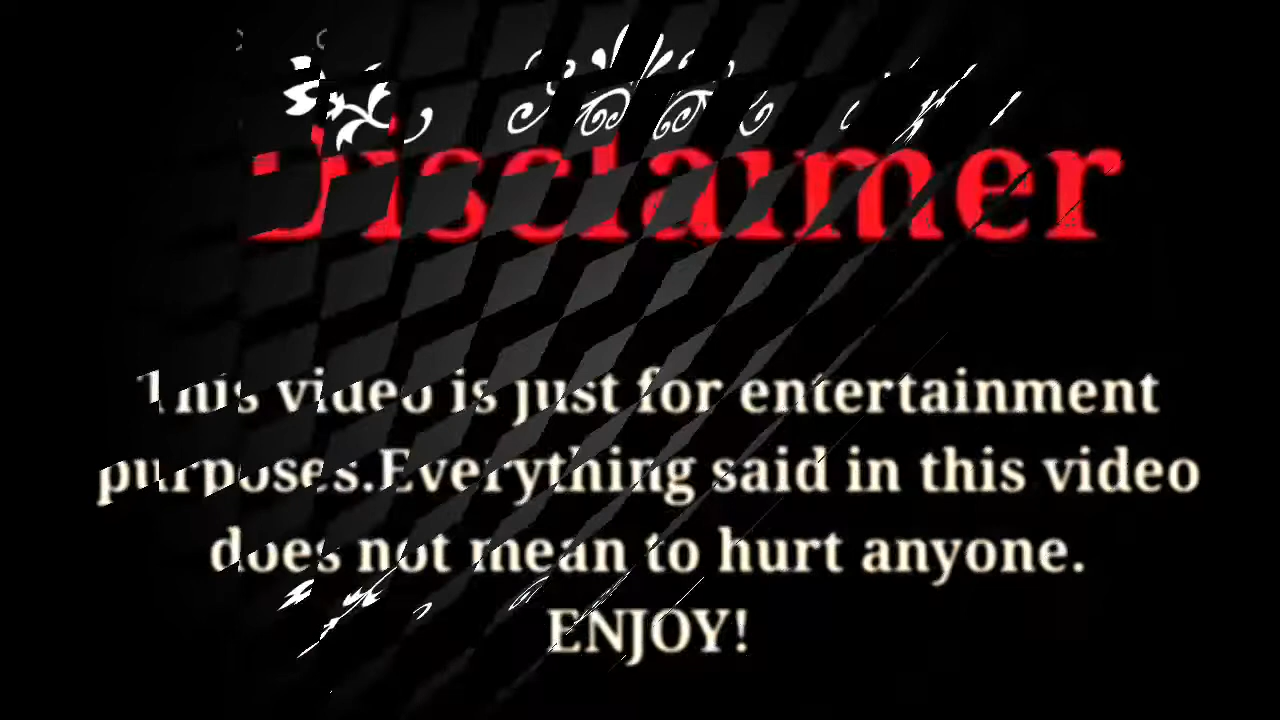 Disclaimer
This video is just for entertainment
purposes.Everything said in this video
does not mean to hurt anyone.
ENJOY!